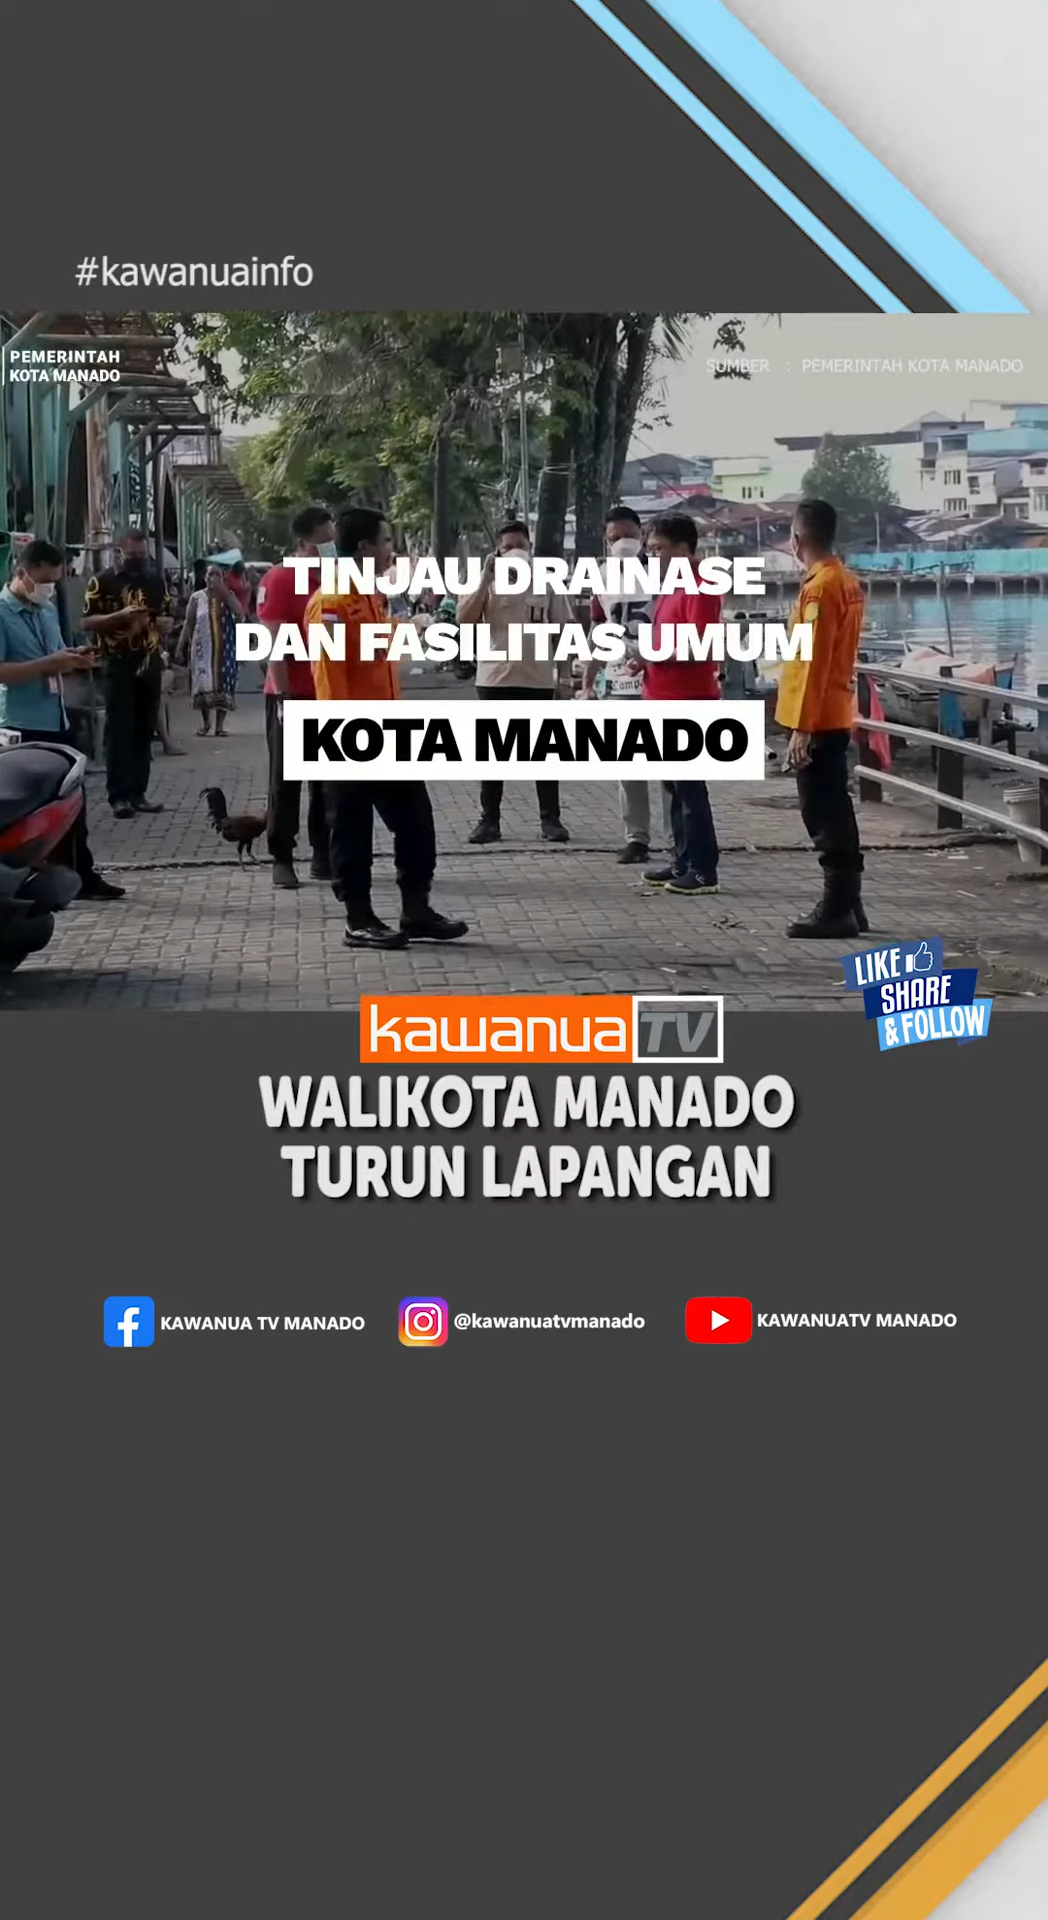 #kawanuainfo
PEMERINTAH
KOTA MANADO
SUMBER : PEMERINTAH KOTA MANADO
TINJAU DRAINASE
DAN FASILITAS UMUM
KOTA MANADO
LIKE
SHARE
& FOLLOW
kawanua TV
WALIKOTA MANADO
TURUN LAPANGAN
KAWANUA TV MANADO
@kawanuatvmanado
KAWANUATV MANADO